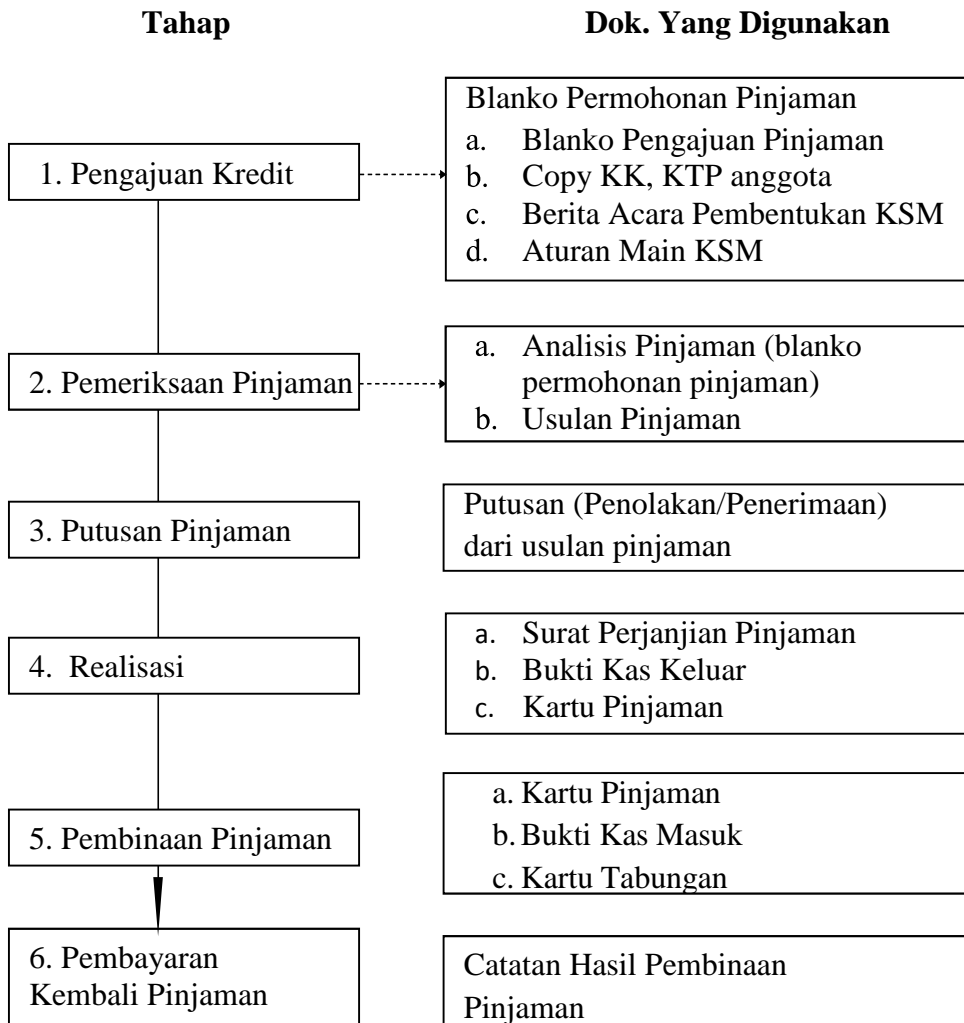 Tahap Dok. Yang Digunakan
Blanko Permohonan Pinjaman
a. Blanko Pengajuan Pinjaman
1. Pengajuan Kredit
b. Copy KK, KTP anggota
c. Berita Acara Pembentukan KSM
d. Aturan Main KSM
2. Pemeriksaan Pinjaman
a. Analisis Pinjaman (blanko
permohonan pinjaman)
b. Usulan Pinjaman
3. Putusan Pinjaman
Putusan (Penolakan/Penerimaan)
dari usulan pinjaman
4. Realisasi
a. Surat Perjanjian Pinjaman
b. Bukti Kas Keluar
c. Kartu Pinjaman
5. Pembinaan Pinjaman
a. Kartu Pinjaman
b. Bukti Kas Masuk
c. Kartu Tabungan
6. Pembayaran
Kembali Pinjaman
Catatan Hasil Pembinaan
Pinjaman